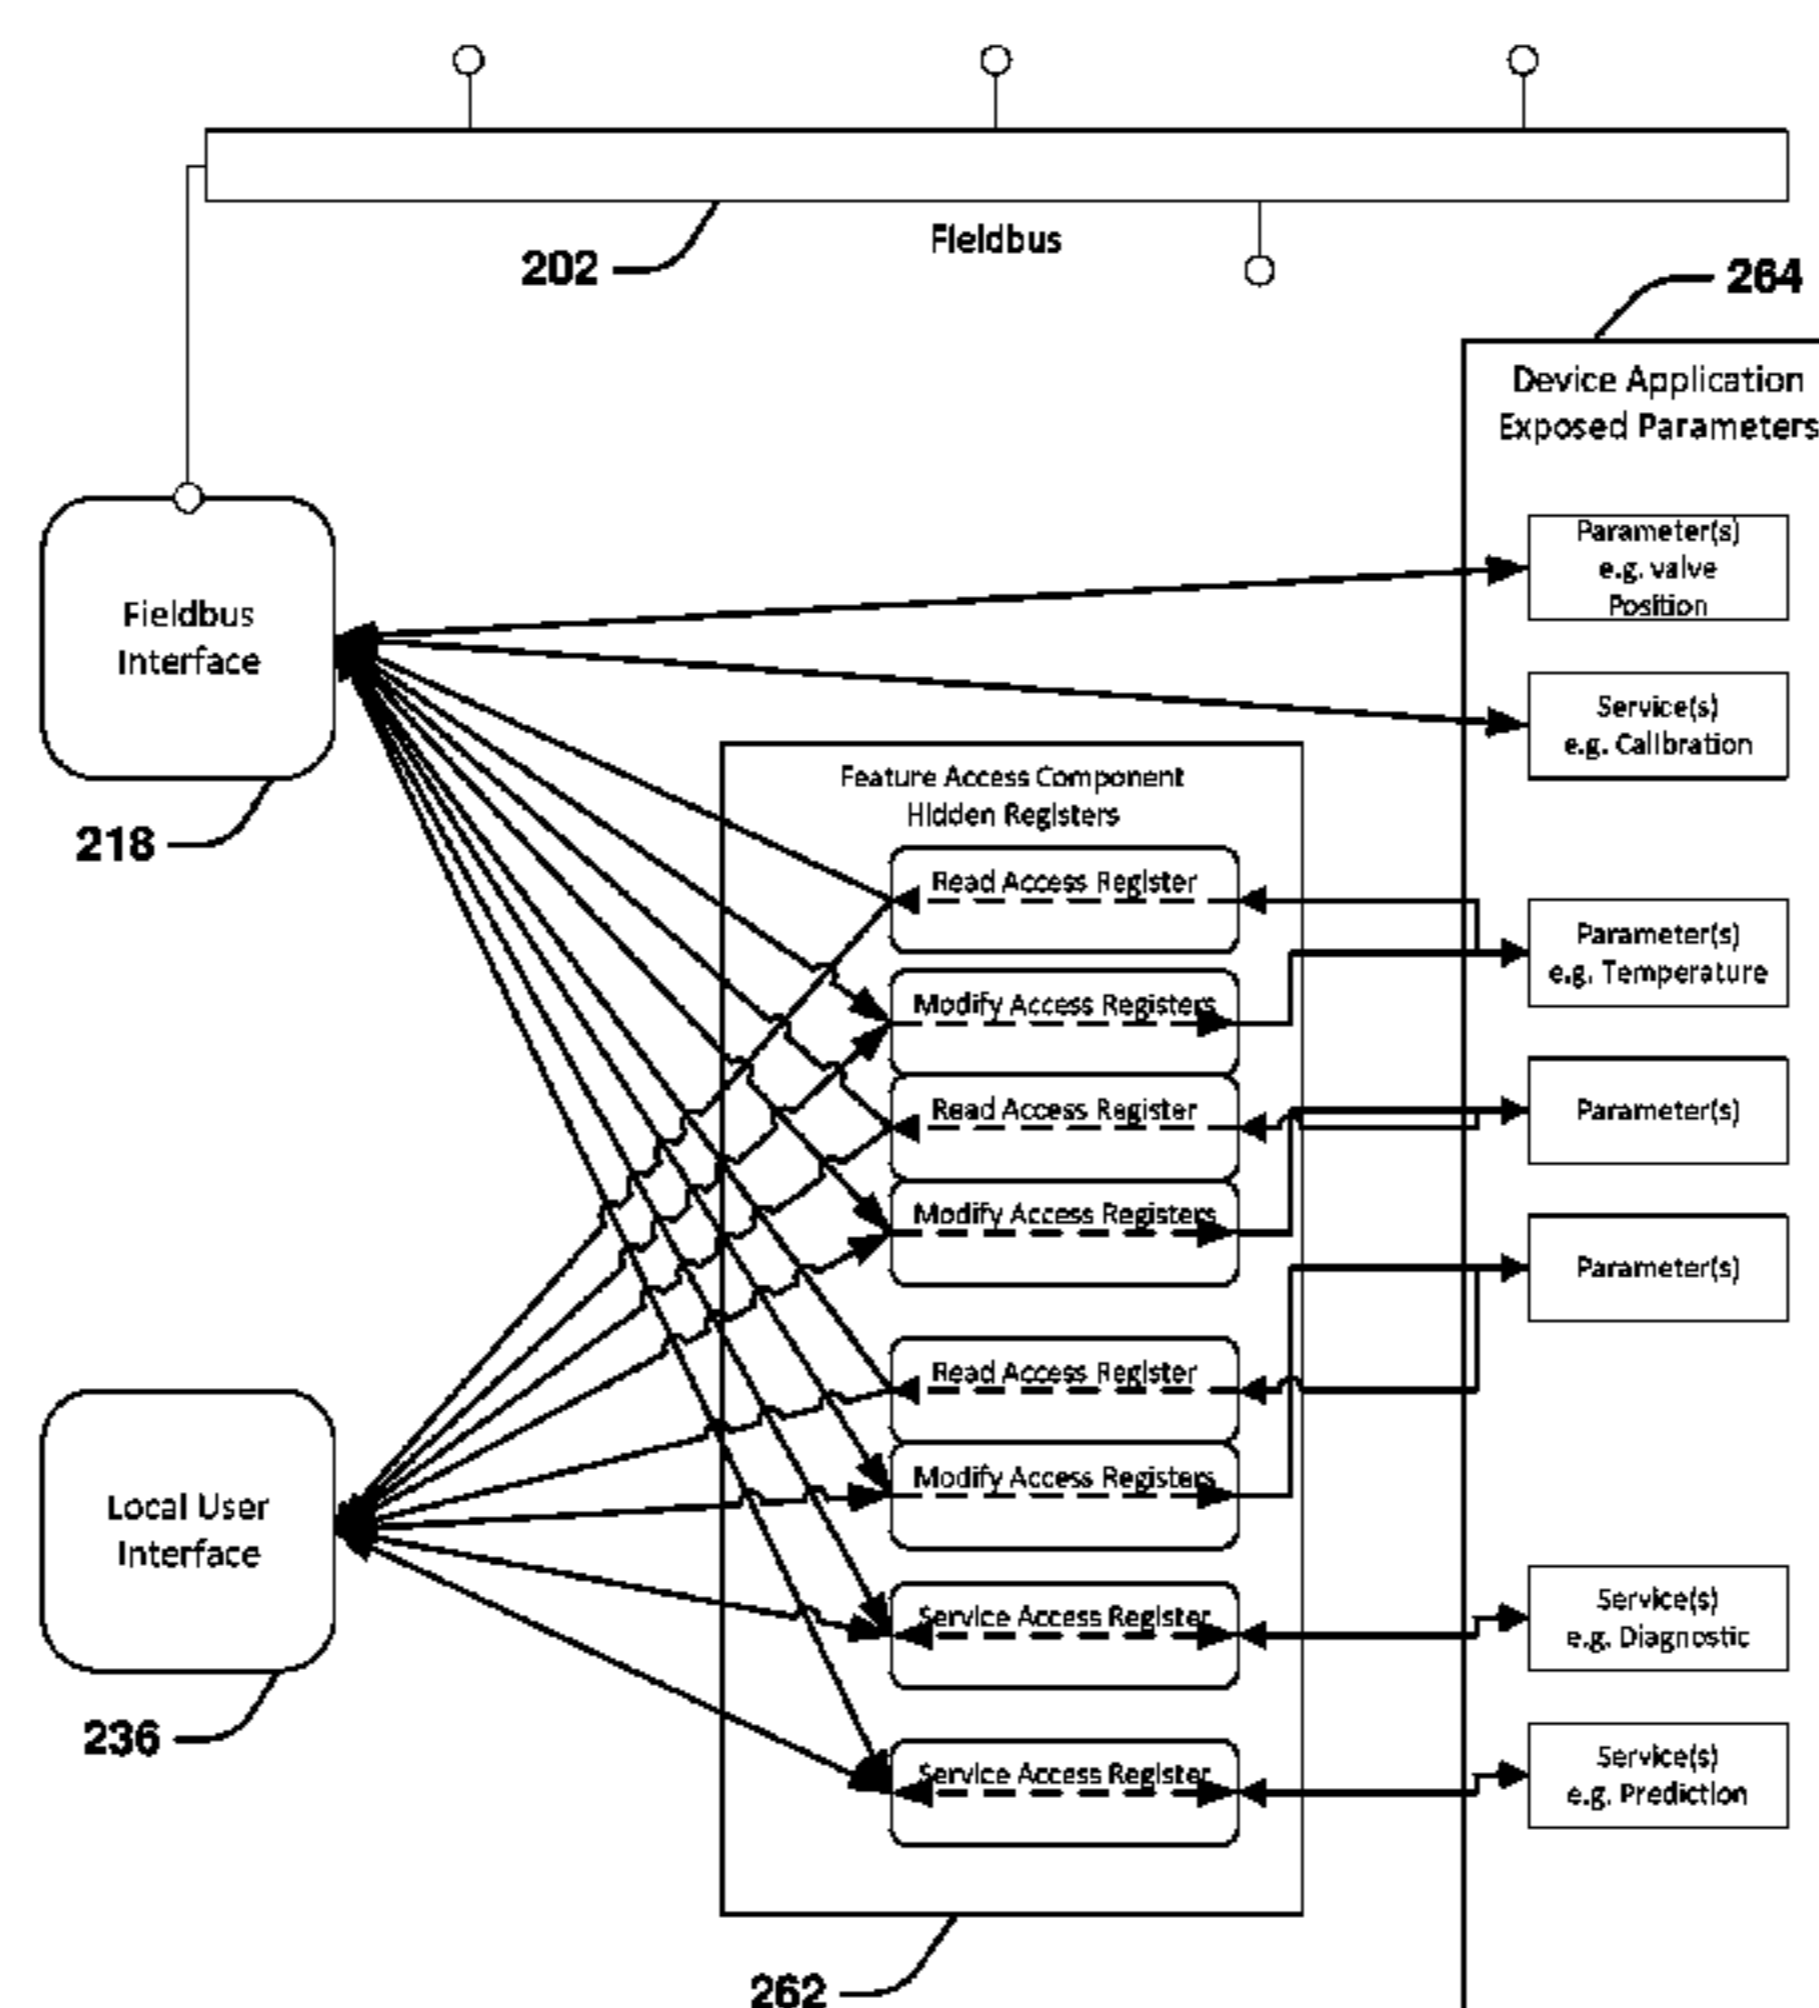 Fieldbus
202
264
Device Application
Exposed Parameters
Parameter(s)
e.g. valve
Position
Fieldbus
Interface
Service(s)
e.g. Calibration
218
Feature Access Component
Hidden Registers
Read Access Register
Parameter(s)
e.g. Temperature
Modify Access Registers
Read Access Register
Parameter(s)
Modify Access Registers
Parameter(s)
Read Access Register
Modify Access Registers
Local User
Interface
Service Access Register
Service(s)
e.g. Diagnostic
236
Service Access Register
Service(s)
e.g. Prediction
262